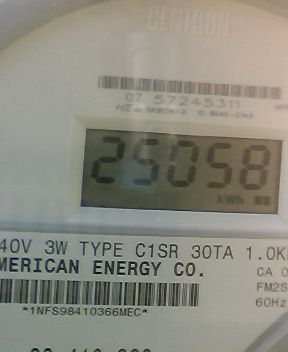 CENTRON
07 57245311
25058
kWh
40V 3W TYPE C1SR 30TA 1.0K
MERICAN ENERGY CO.
CA 0
FM2S
60Hz
*1NFS98410366MEC*